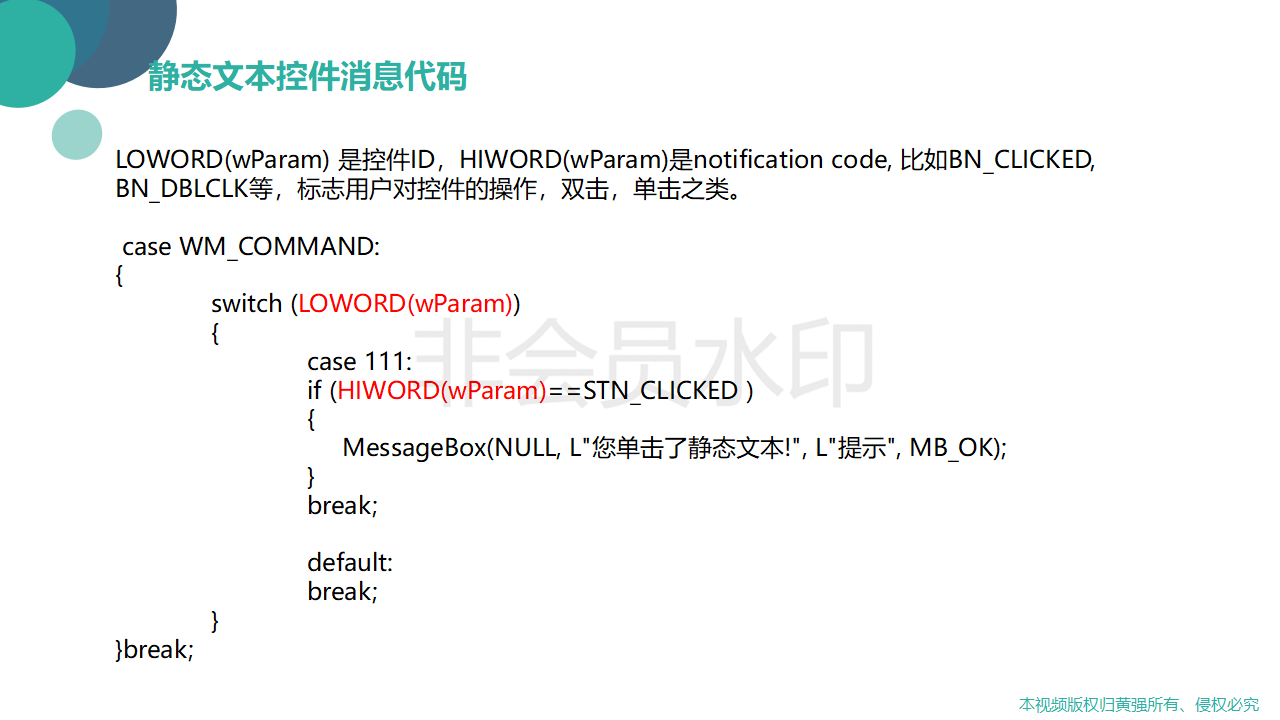 静态文本控件消息代码
LOWORD(wParam) 是控件ID，HIWORD(wParam)是notification code, 比如BN_CLICKED,
BN_DBLCLK等，标志用户对控件的操作，双击，单击之类。
case WM_COMMAND:
{
switch (LOWORD(wParam))
{
case 111:
if (HIWORD(wParam)==STN_CLICKED )
{
MessageBox(NULL, L"您单击了静态文本!", L"提示", MB_OK);
}
break;
default:
break;
}
}break;
非会员水印
本视频版权归黄强所有、侵权必究